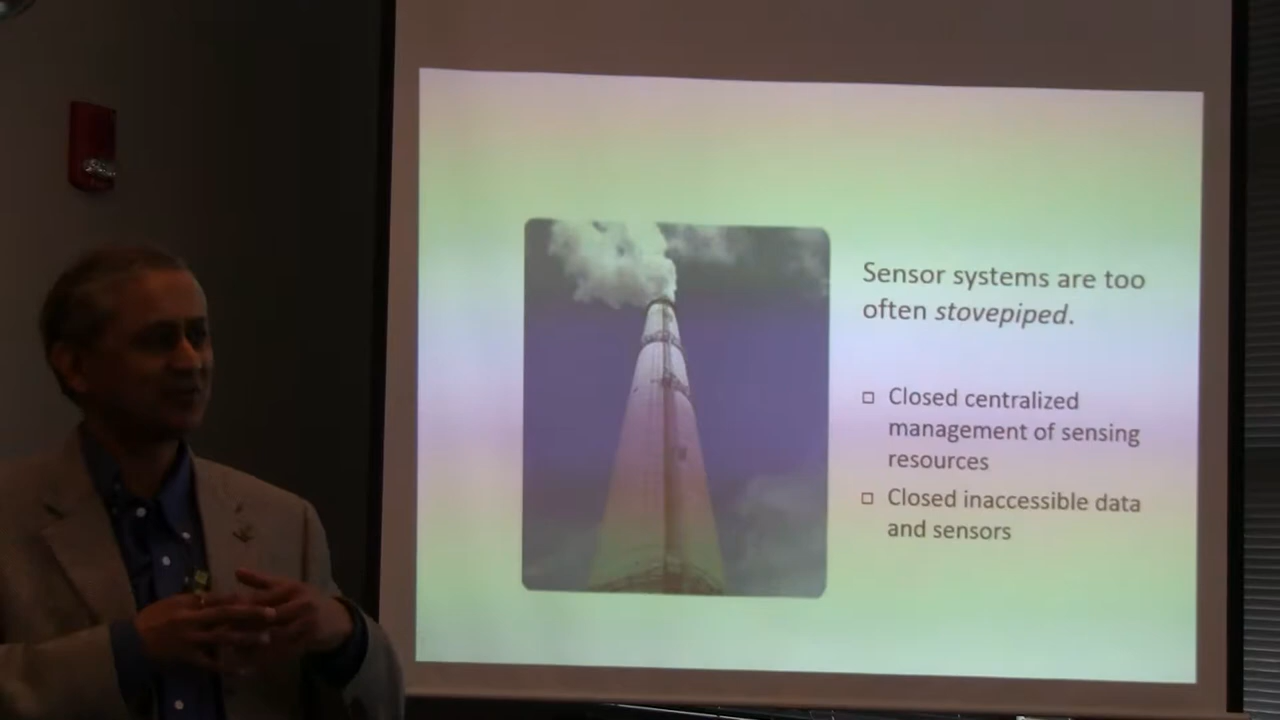 Sensor systems are too
often stovepiped.
Closed centralized
management of sensing
resources
Closed inaccessible data
and sensors